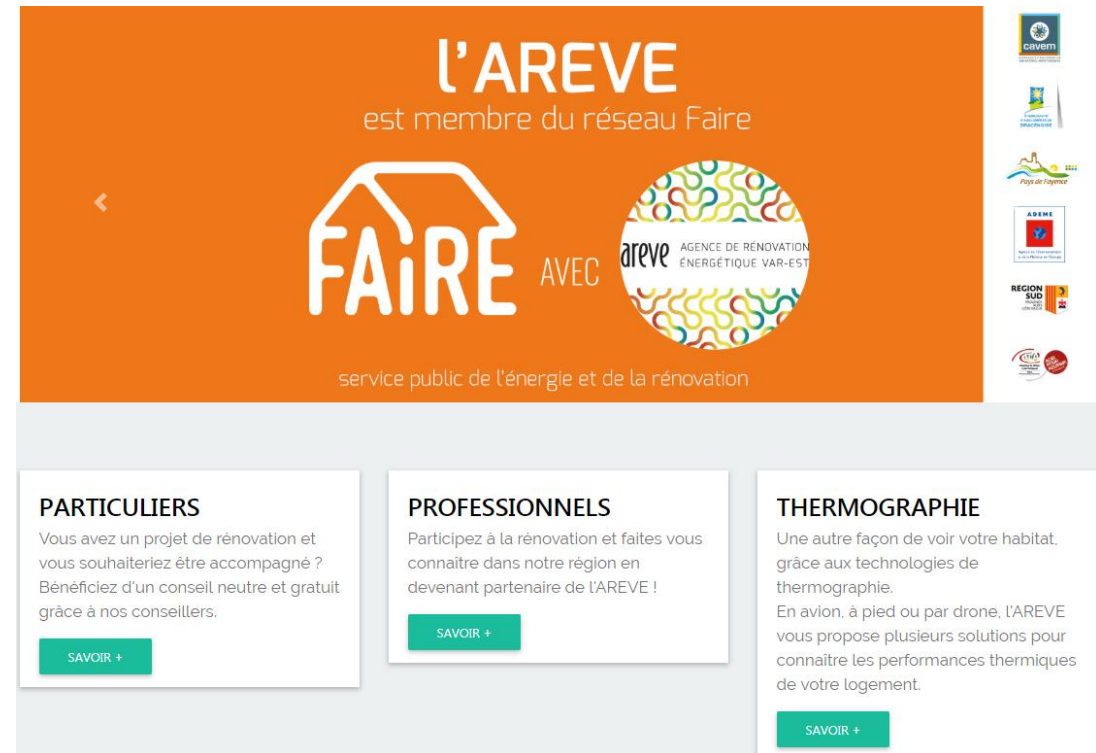 l'AREVE
est membre du réseau Faire
FAiRE
AVEC
areve
AGENCE DE RÉNOVATION
ÉNERGÉTIQUE VAR-EST
service public de l'énergie et de la rénovation
cavem
Pays de Fayence
ADEME
RÉGION
SUD
PARTICULIERS
Vous avez un projet de rénovation et
vous souhaiteriez être accompagné ?
Bénéficiez d'un conseil neutre et gratuit
grâce à nos conseillers.
SAVOIR +
PROFESSIONNELS
Participez à la rénovation et faites vous
connaître dans notre région en
devenant partenaire de l'AREVE !
SAVOIR +
THERMOGRAPHIE
Une autre façon de voir votre habitat,
grâce aux technologies de
thermographie.
En avion, à pied ou par drone, l'AREVE
vous propose plusieurs solutions pour
connaître les performances thermiques
de votre logement.
SAVOIR +